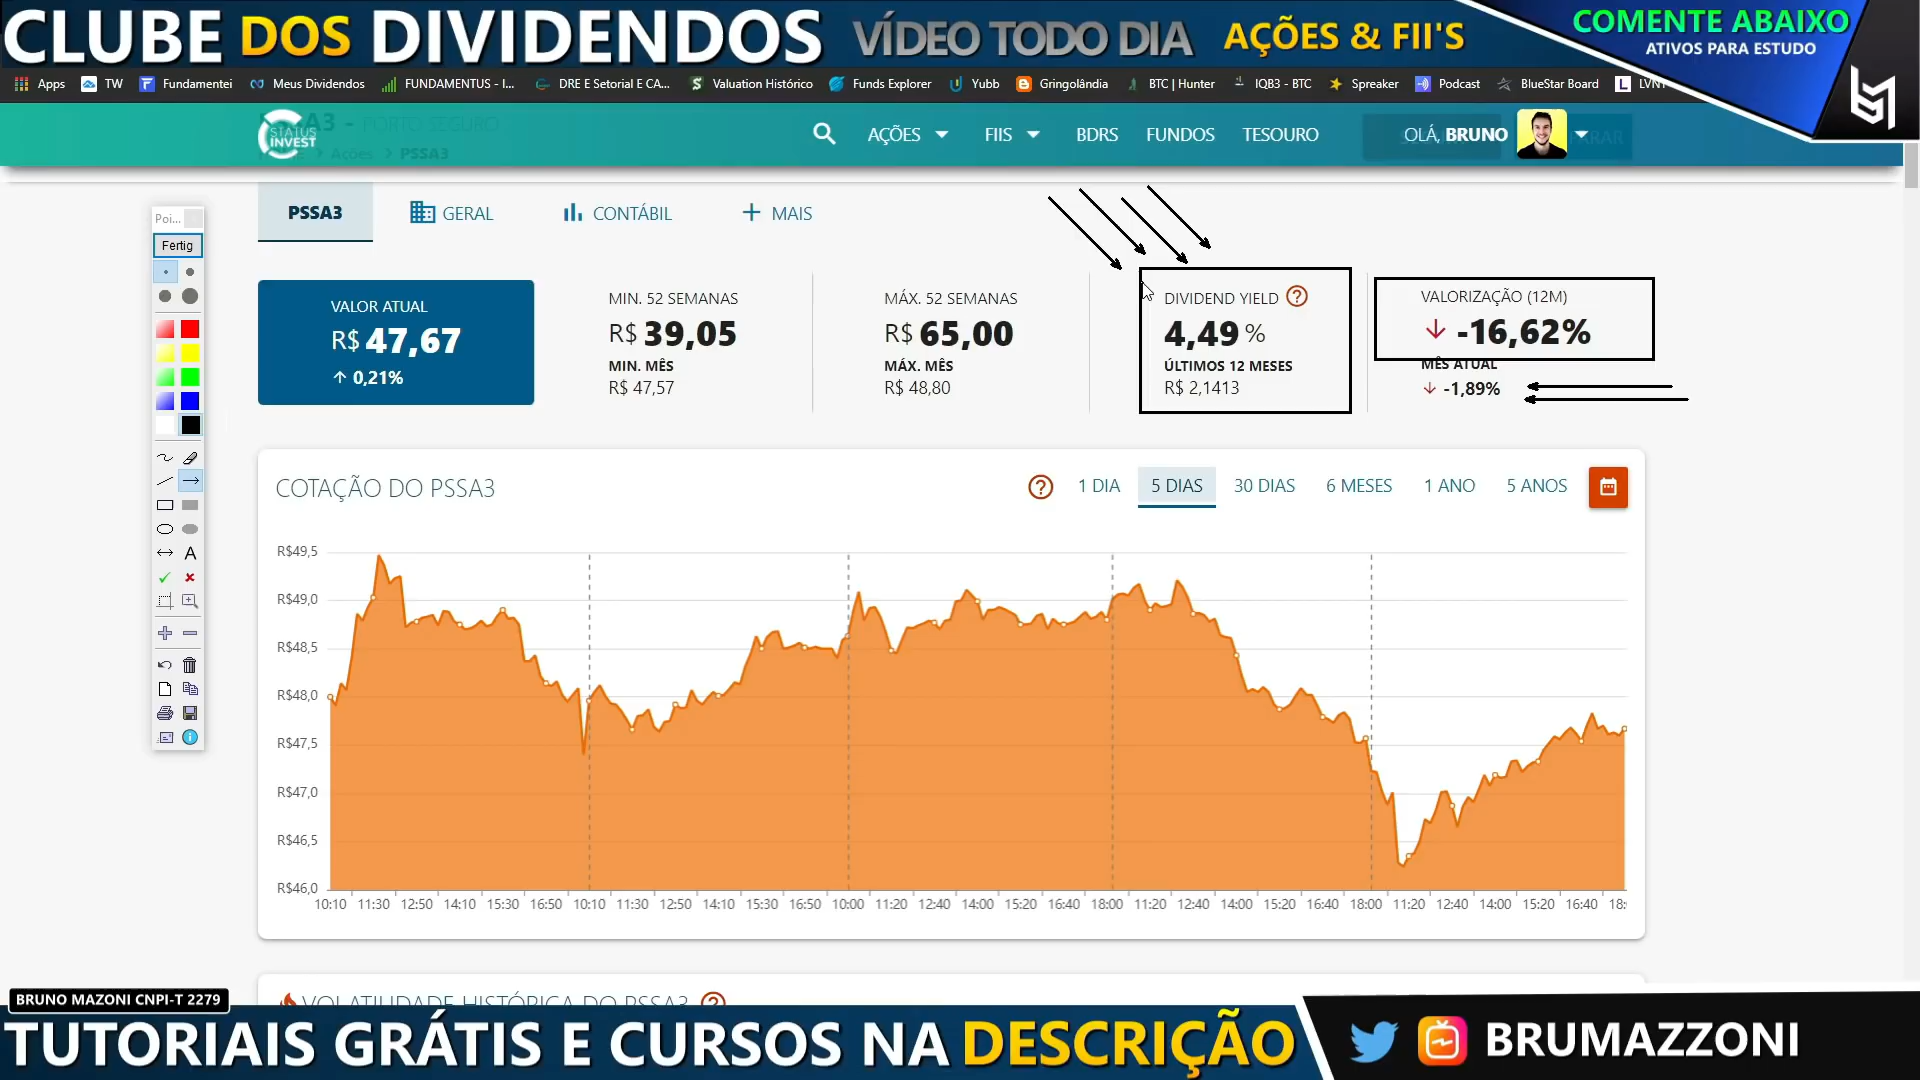 CLUBE DOS DIVIDENDOS VÍDEO TODO DIA AÇÕES & FII'S
COMENTE ABAIXO
ATIVOS PARA ESTUDO
Apps TW Fundamentei Meus Dividendos FUNDAMENTUS - I... DRE E Setorial E CA... Valuation Histórico Funds Explorer Yubb Gringolândia BTC | Hunter IQB3 - BTC Spreaker Podcast BlueStar Board
STATUS INVEST
PORTO SEGURO
Ações > PSSA3
AÇÕES FIIS BDRS FUNDOS TESOURO OLÁ, BRUNO
PSSA3 GERAL CONTÁBIL + MAIS
Poi...
Fertig
VALOR ATUAL
R$ 47,67
↑ 0,21%
MIN. 52 SEMANAS
R$ 39,05
MIN. MÊS
R$ 47,57
MÁX. 52 SEMANAS
R$ 65,00
MÁX. MÊS
R$ 48,80
DIVIDEND YIELD ?
4,49 %
ÚLTIMOS 12 MESES
R$ 2,1413
VALORIZAÇÃO (12M)
↓ -16,62%
MÊS ATUAL
↓ -1,89%
A
COTAÇÃO DO PSSA3 ? 1 DIA 5 DIAS 30 DIAS 6 MESES 1 ANO 5 ANOS
R$49,5
R$49,0
R$48,5
R$48,0
R$47,5
R$47,0
R$46,5
R$46,0
10:10 11:30 12:50 14:10 15:30 16:50 10:10 11:30 12:50 14:10 15:30 16:50 10:00 11:20 12:40 14:00 15:20 16:40 18:00 11:20 12:40 14:00 15:20 16:40 18:00 11:20 12:40 14:00 15:20 16:40 18:
VOLATILIDADE HISTÓRICA DO PSSA3 ?
BRUNO MAZONI CNPI-T 2279
TUTORIAIS GRÁTIS E CURSOS NA DESCRIÇÃO
BRUMAZZONI